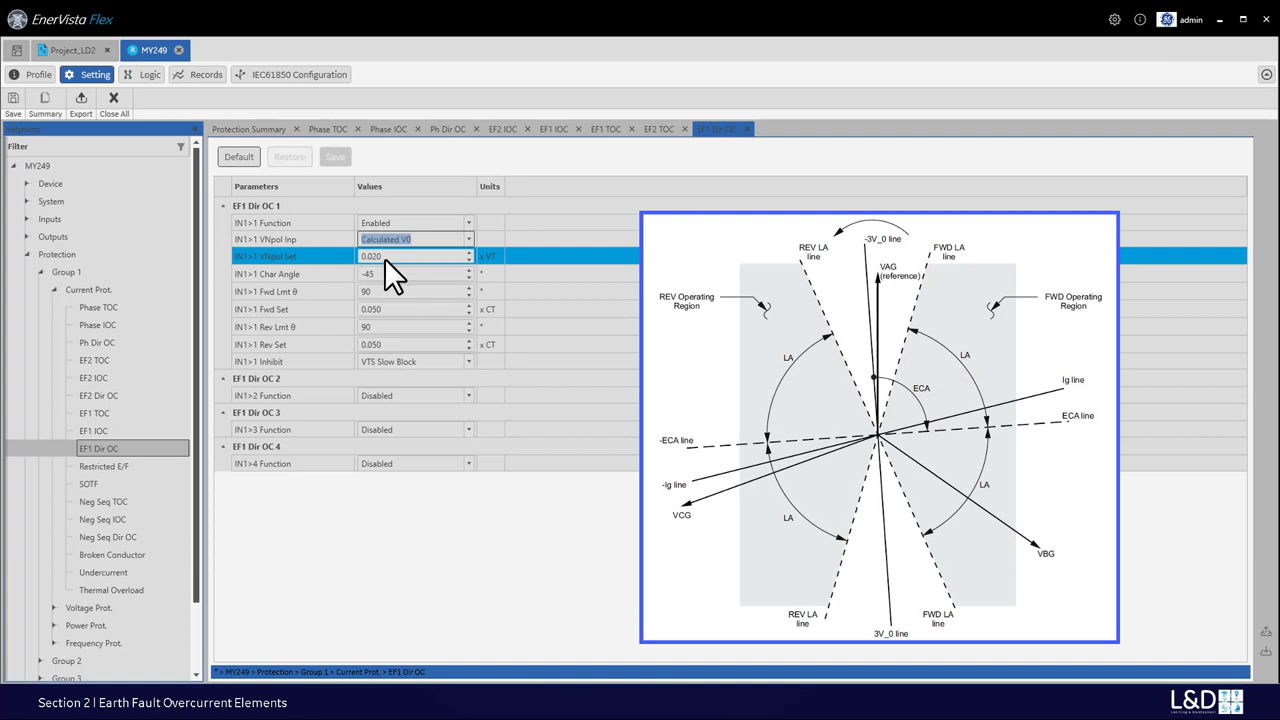 EnerVista Flex
admin
Project_LD2
MY249
Profile
Setting
Logic
Records
IEC61850 Configuration
Save
Summary
Export
Close All
Setpoints
Protection Summary
Phase TOC
Phase IOC
Ph Dir OC
EF2 IOC
EF1 IOC
EF1 TOC
EF2 TOC
EF1 Dir OC
Filter
MY249
Device
System
Inputs
Outputs
Protection
Group 1
Current Prot.
Phase TOC
Phase IOC
Ph Dir OC
EF2 TOC
EF2 IOC
EF2 Dir OC
EF1 TOC
EF1 IOC
EF1 Dir OC
Restricted E/F
SOTF
Neg Seq TOC
Neg Seq IOC
Neg Seq Dir OC
Broken Conductor
Undercurrent
Thermal Overload
Voltage Prot.
Power Prot.
Frequency Prot.
Group 2
Group 3
Default
Restore
Save
Parameters Values Units
EF1 Dir OC 1
IN1>1 Function Enabled
IN1>1 VNpol Inp Calculated V0
IN1>1 VNpol Set 0.020 x VT
IN1>1 Char Angle -45 °
IN1>1 Fwd Lmt θ 90 °
IN1>1 Fwd Set 0.050 x CT
IN1>1 Rev Lmt θ 90 °
IN1>1 Rev Set 0.050 x CT
IN1>1 Inhibit VTS Slow Block
EF1 Dir OC 2
IN1>2 Function Disabled
EF1 Dir OC 3
IN1>3 Function Disabled
EF1 Dir OC 4
IN1>4 Function Disabled
-3V_0 line
REV LA
line
FWD LA
line
VAG
(reference)
REV Operating
Region
FWD Operating
Region
LA
LA
ECA
Ig line
ECA line
-ECA line
-Ig line
VCG
LA
LA
VBG
REV LA
line
FWD LA
line
3V_0 line
* > MY249 > Protection > Group 1 > Current Prot. > EF1 Dir OC
Section 2 | Earth Fault Overcurrent Elements
L&D